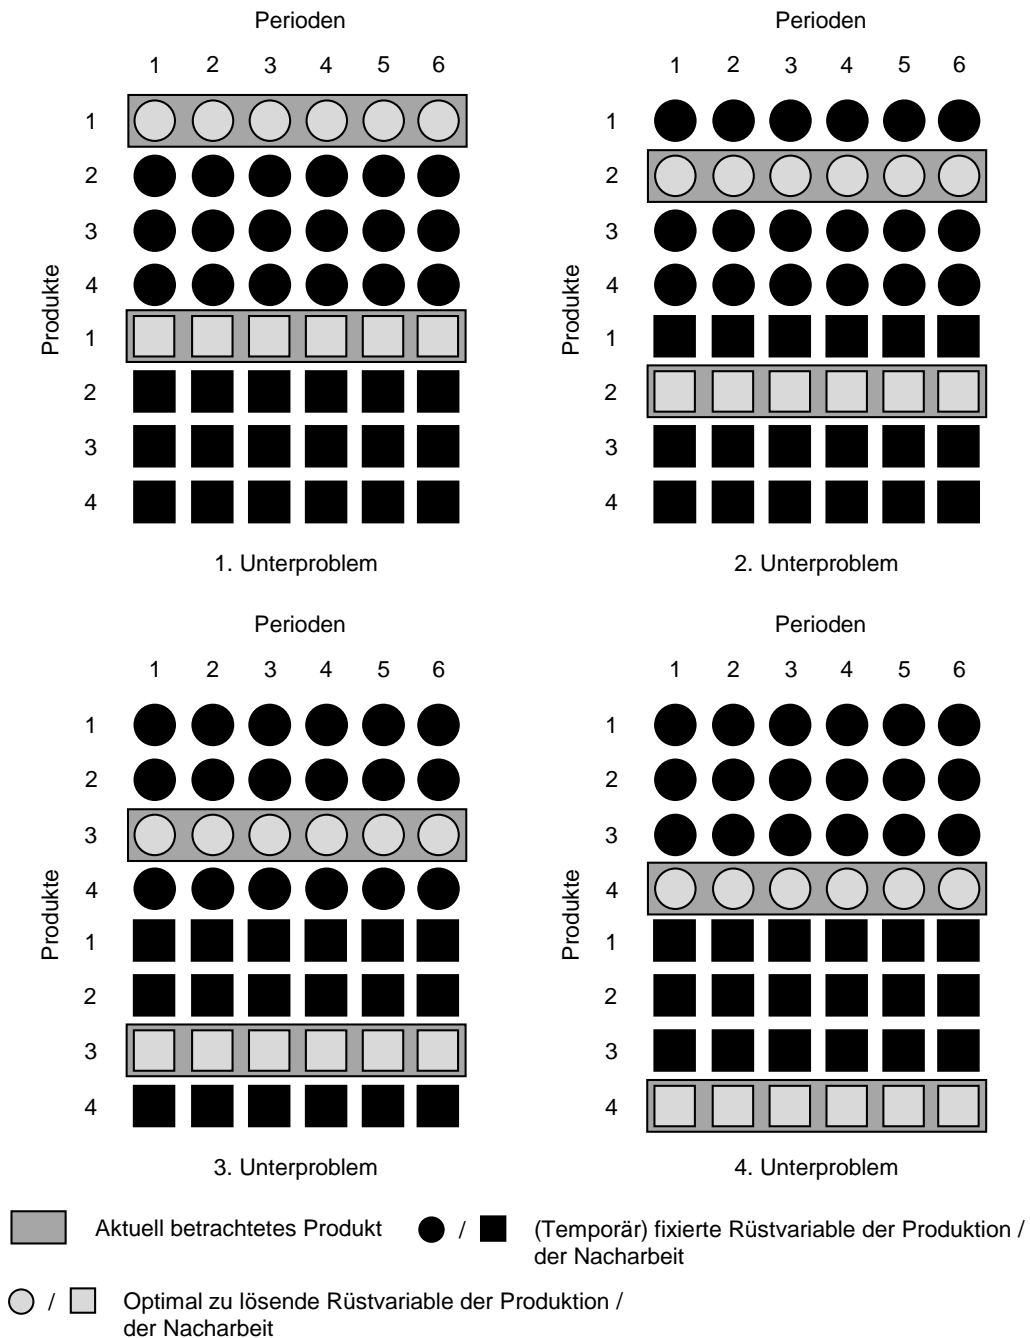 Perioden
1 2 3 4 5 6
Produkte
1
2
3
4
1
2
3
4
1. Unterproblem
Perioden
1 2 3 4 5 6
Produkte
1
2
3
4
1
2
3
4
2. Unterproblem
Perioden
1 2 3 4 5 6
Produkte
1
2
3
4
1
2
3
4
3. Unterproblem
Perioden
1 2 3 4 5 6
Produkte
1
2
3
4
1
2
3
4
4. Unterproblem
Aktuell betrachtetes Produkt
/
(Temporär) fixierte Rüstvariable der Produktion /
der Nacharbeit
/
Optimal zu lösende Rüstvariable der Produktion /
der Nacharbeit